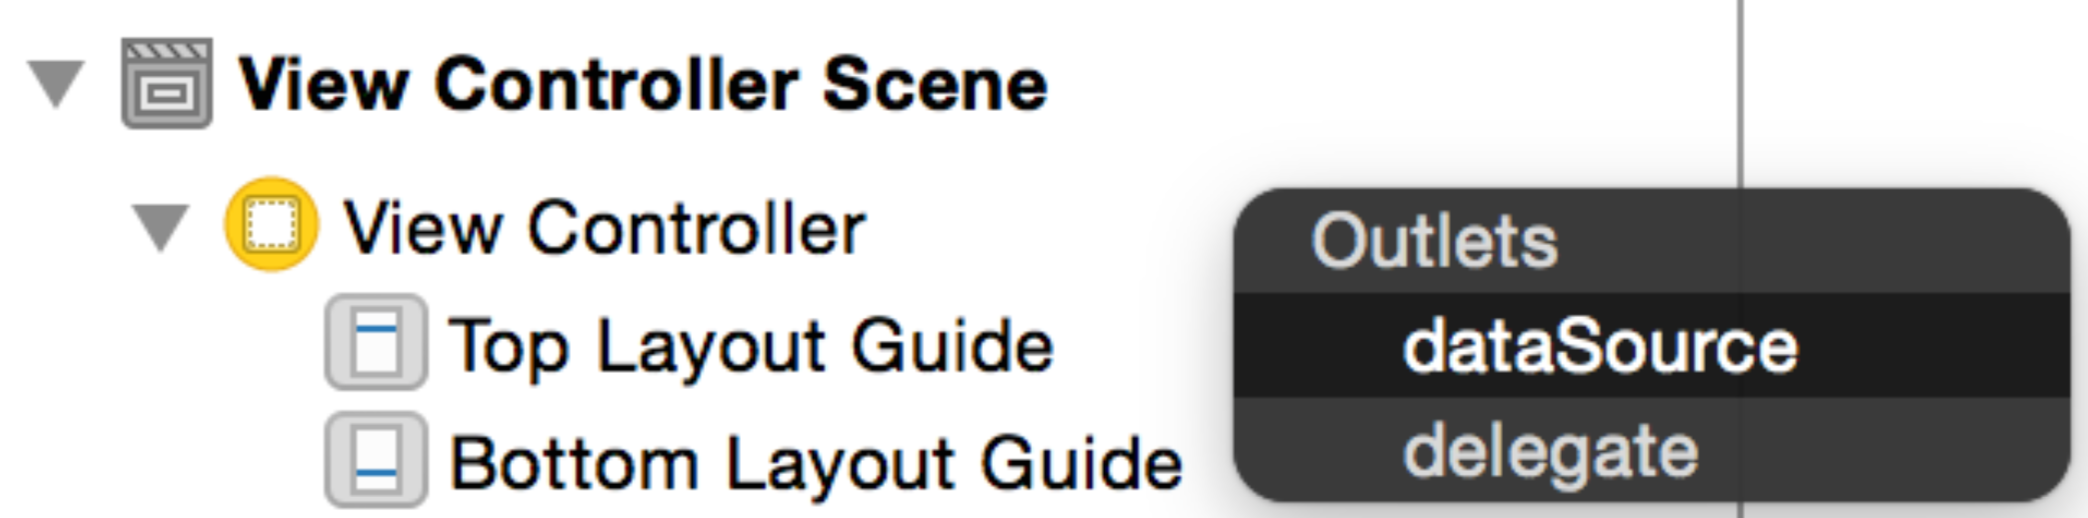 View Controller Scene
View Controller
Top Layout Guide
Bottom Layout Guide
Outlets
dataSource
delegate